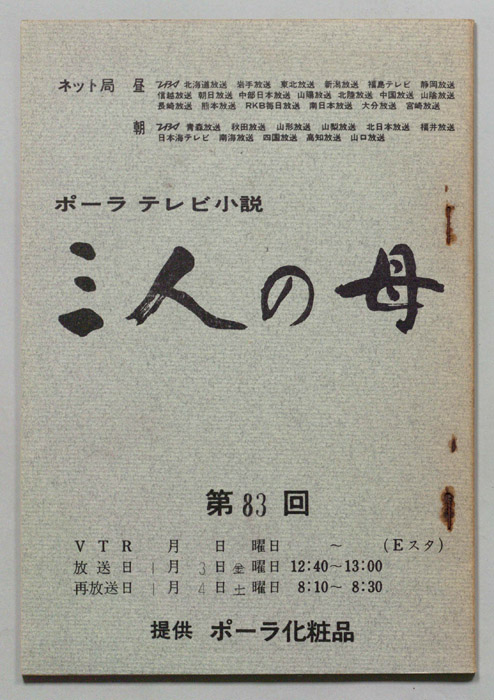 ネット局 昼 TBS 北海道放送 岩手放送 東北放送 新潟放送 福島テレビ 静岡放送
信越放送 朝日放送 中部日本放送 山陽放送 北陸放送 中国放送 山陰放送
長崎放送 熊本放送 RKB毎日放送 南日本放送 大分放送 宮崎放送
朝 TBS 青森放送 秋田放送 山形放送 山梨放送 北日本放送 福井放送
日本海テレビ 南海放送 四国放送 高知放送 山口放送
ポーラ テレビ小説
三人の母
第83回
VTR 月 日 曜日 ～ (Eスタ)
放送日 1月 3日 金曜日 12:40～13:00
再放送日 1月 4日 土曜日 8:10～ 8:30
提供 ポーラ化粧品